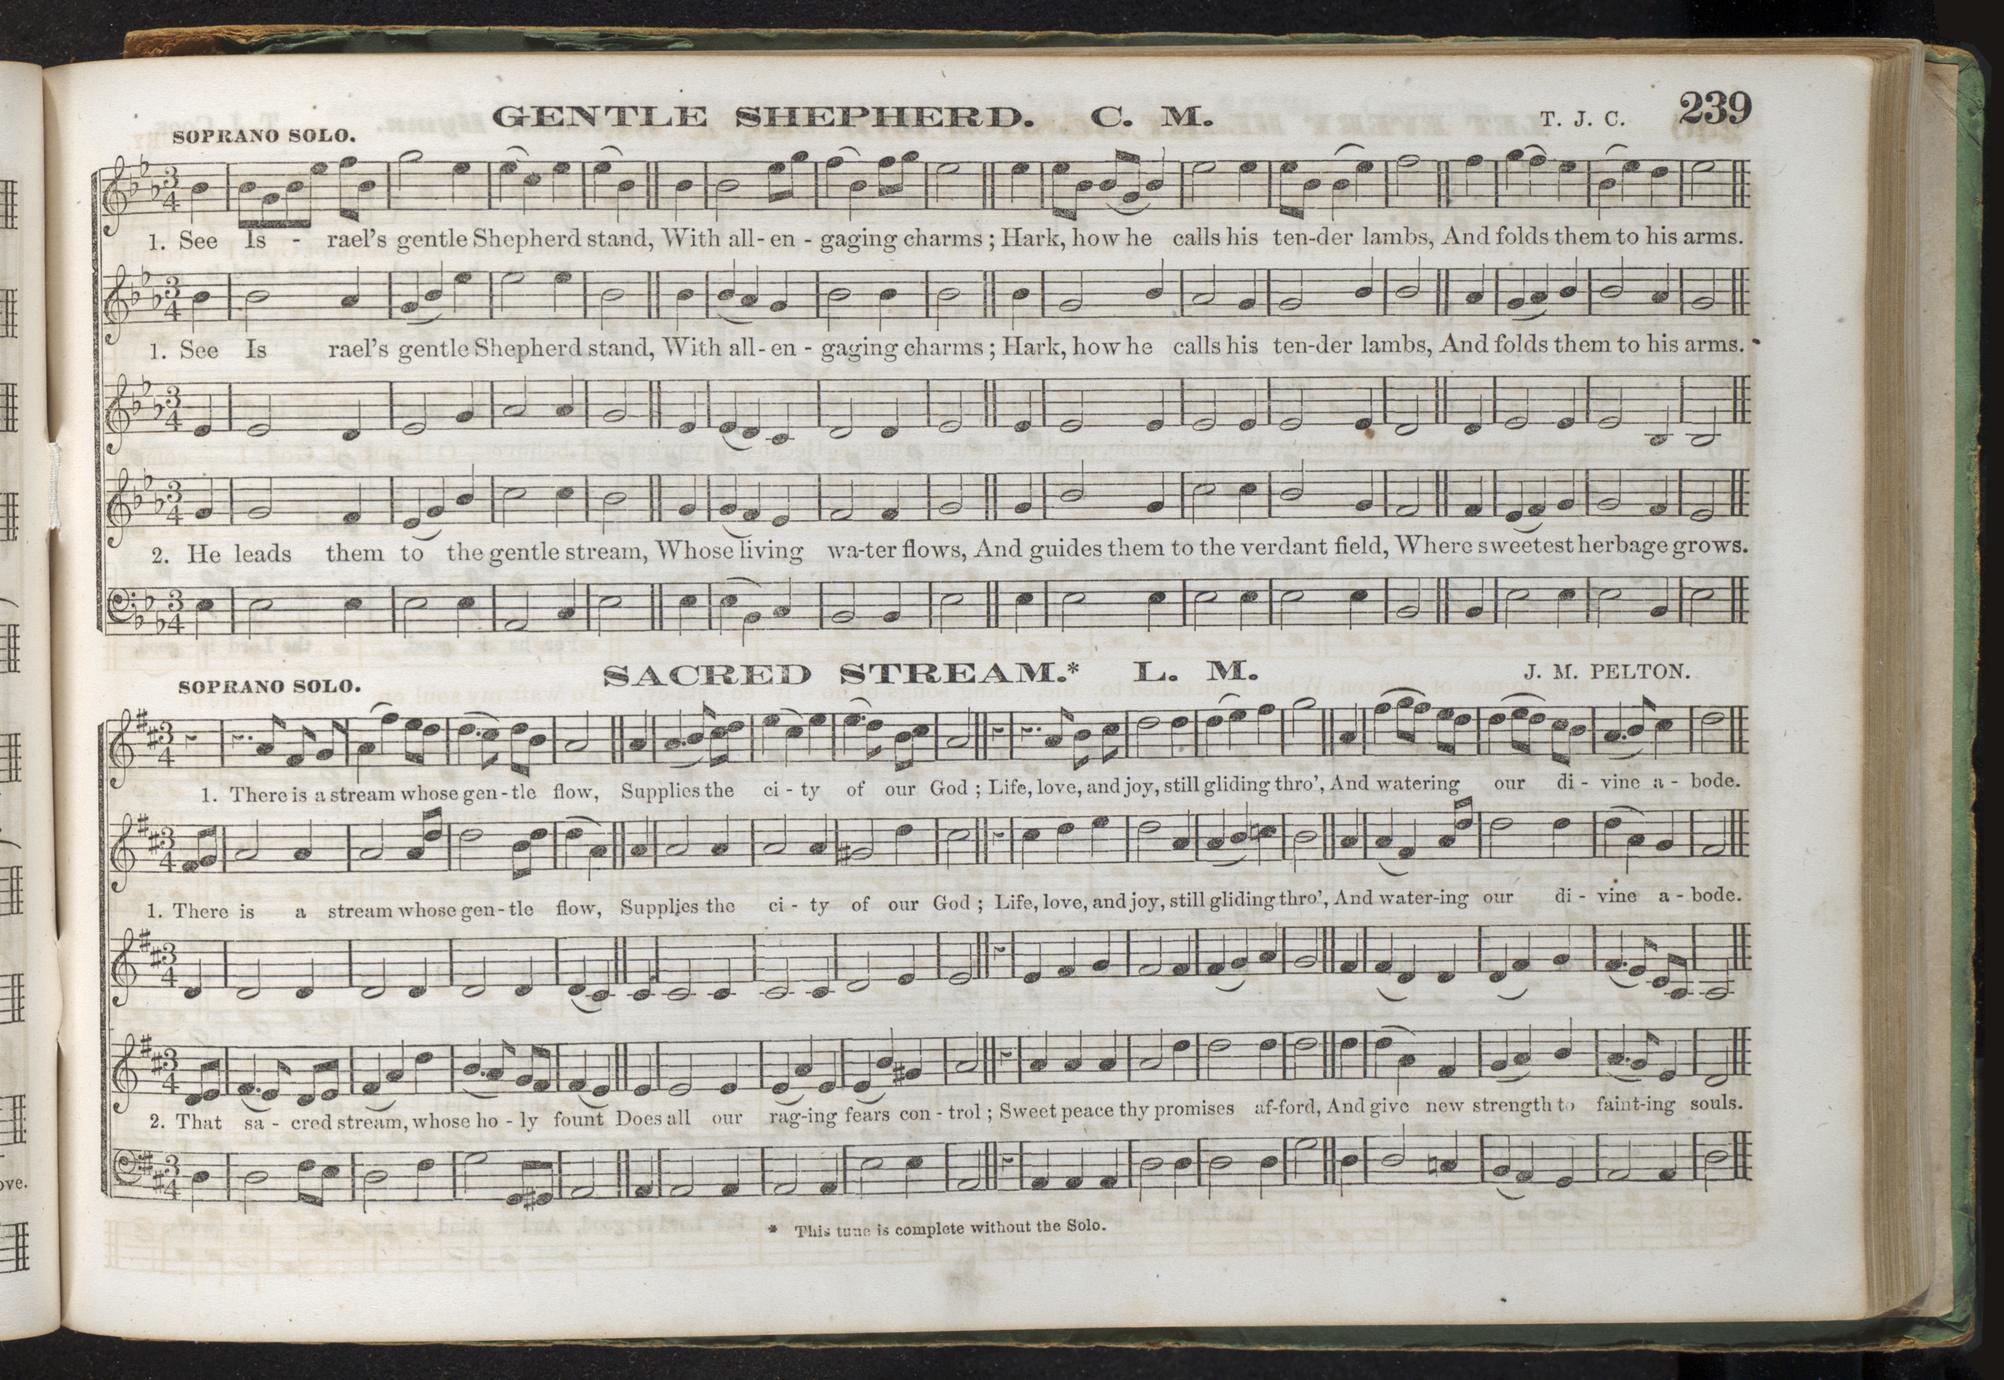 GENTLE SHEPHERD. C. M. T. J. C. 239
SOPRANO SOLO.
1. See Is - rael's gentle Shepherd stand, With all-en - gaging charms ; Hark, how he calls his ten-der lambs, And folds them to his arms.
1. See Is rael's gentle Shepherd stand, With all-en - gaging charms ; Hark, how he calls his ten-der lambs, And folds them to his arms.
2. He leads them to the gentle stream, Whose living wa-ter flows, And guides them to the verdant field, Where sweetest herbage grows.
SACRED STREAM.* L. M. J. M. PELTON.
SOPRANO SOLO.
1. There is a stream whose gen-tle flow, Supplies the ci-ty of our God ; Life, love, and joy, still gliding thro', And watering our di-vine a-bode.
1. There is a stream whose gen-tle flow, Supplies the ci-ty of our God ; Life, love, and joy, still gliding thro', And water-ing our di-vine a-bode.
2. That sa-cred stream, whose ho-ly fount Does all our rag-ing fears con-trol ; Sweet peace thy promises af-ford, And give new strength to faint-ing souls.
ove.
* This tune is complete without the Solo.